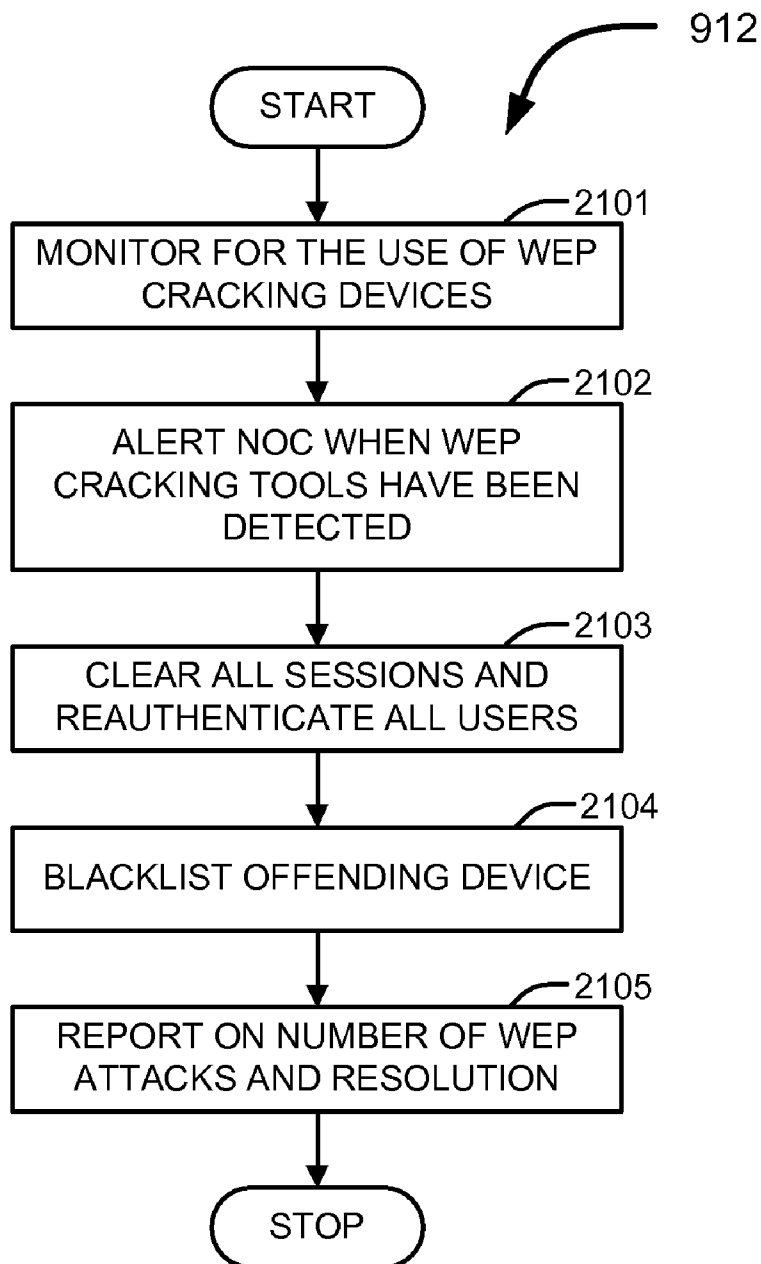 912
START
2101
MONITOR FOR THE USE OF WEP
CRACKING DEVICES
2102
ALERT NOC WHEN WEP
CRACKING TOOLS HAVE BEEN
DETECTED
2103
CLEAR ALL SESSIONS AND
REAUTHENTICATE ALL USERS
2104
BLACKLIST OFFENDING DEVICE
2105
REPORT ON NUMBER OF WEP
ATTACKS AND RESOLUTION
STOP